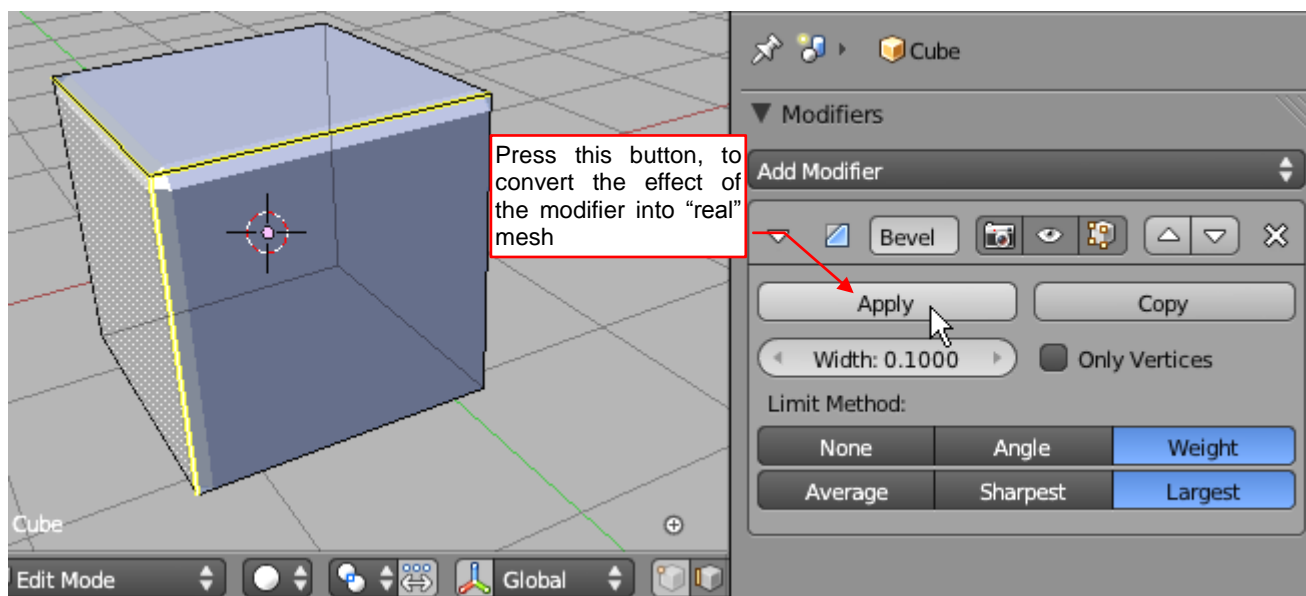 Cube
Modifiers
Press this button, to
convert the effect of
the modifier into “real”
mesh
Add Modifier
Bevel
Apply
Copy
Width: 0.1000
Only Vertices
Limit Method:
None
Angle
Weight
Average
Sharpest
Largest
Cube
Edit Mode
Global